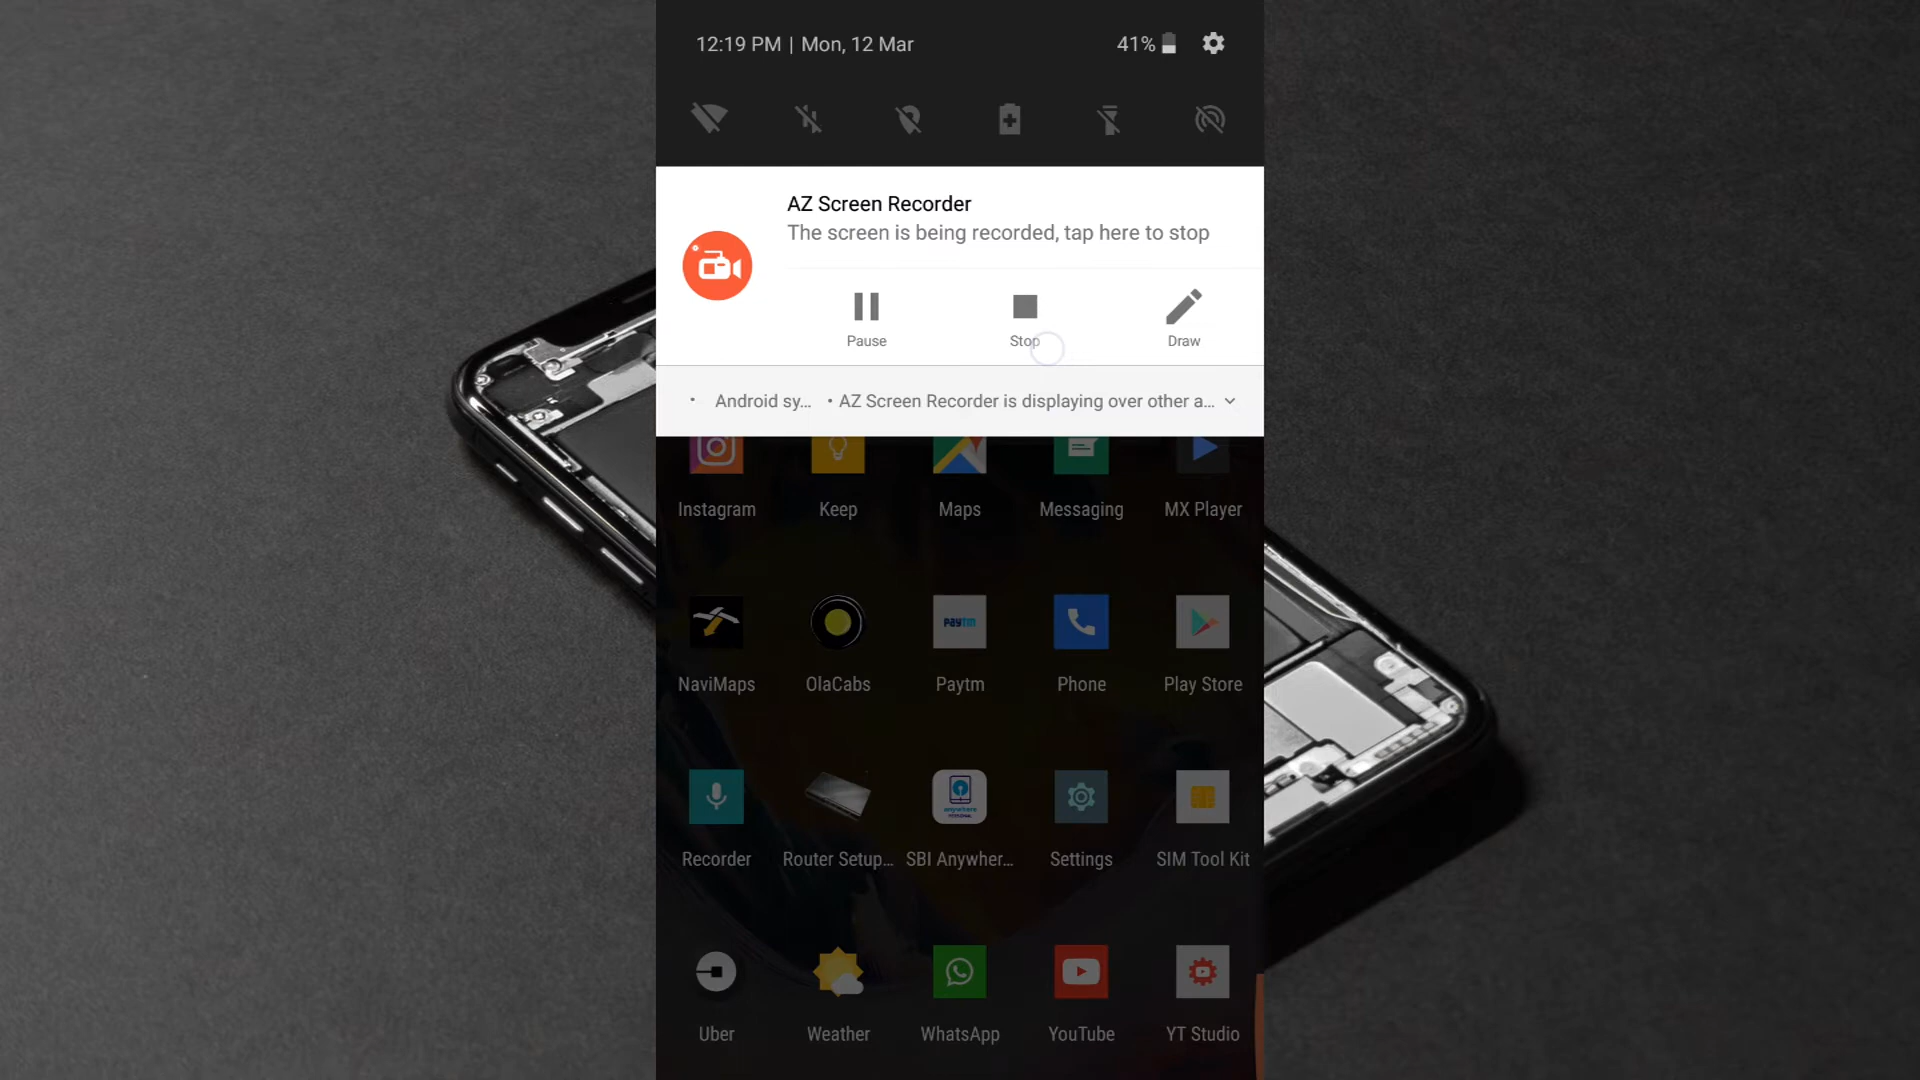 12:19 PM | Mon, 12 Mar
41%
AZ Screen Recorder
The screen is being recorded, tap here to stop
Pause
Stop
Draw
• Android sy... • AZ Screen Recorder is displaying over other a...
Instagram
Keep
Maps
Messaging
MX Player
Paytm
NaviMaps
OlaCabs
Paytm
Phone
Play Store
anywhere
PERSONAL
Recorder
Router Setup...
SBI Anywher...
Settings
SIM Tool Kit
Uber
Weather
WhatsApp
YouTube
YT Studio